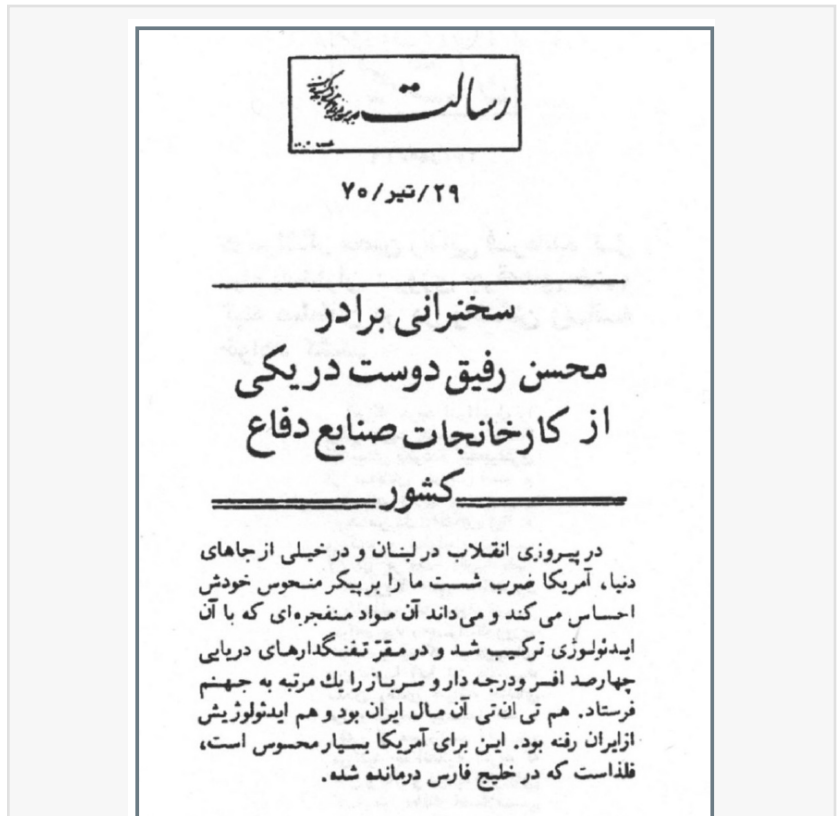 رسالت
۲۹/تیر/۷۰
سخنرانی برادر
محسن رفیق دوست در یکی
از کارخانجات صنایع دفاع
کشور
در پیروزی انقلاب در لبنان و در خیلی از جاهای
دنیا، آمریکا ضرب شست ما را بر پیکر منحوس خودش
احساس می کند و می داند آن مواد منفجره ای که با آن
ایدئولوژی ترکیب شد و در مقرّ تفنگدارهای دریایی
چهارصد افسر ودرجه دار و سرباز را یك مرتبه به جهنم
فرستاد. هم تی ان تی آن مال ایران بود و هم ایدئولوژیش
ازایران رفته بود. این برای آمریکا بسیار محسوس است،
فلذاست که در خلیج فارس درمانده شده.